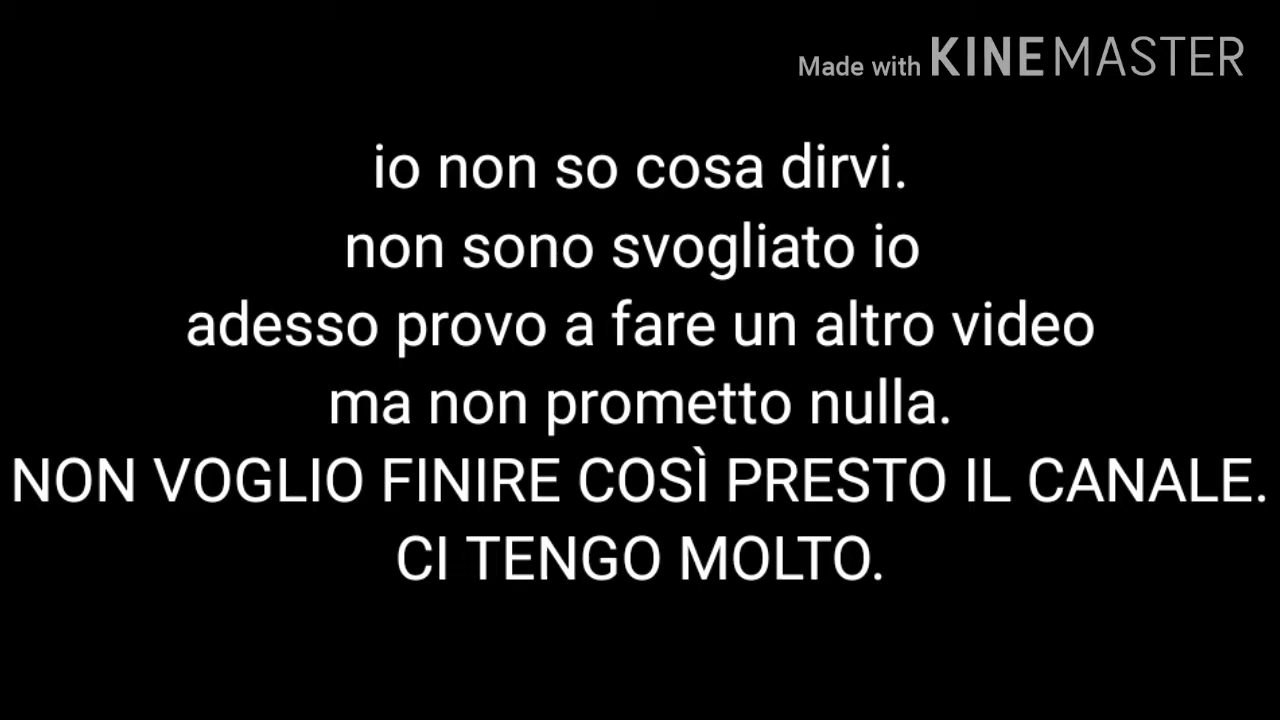 Made with KINEMASTER
io non so cosa dirvi.
non sono svogliato io
adesso provo a fare un altro video
ma non prometto nulla.
NON VOGLIO FINIRE COSÌ PRESTO IL CANALE.
CI TENGO MOLTO.